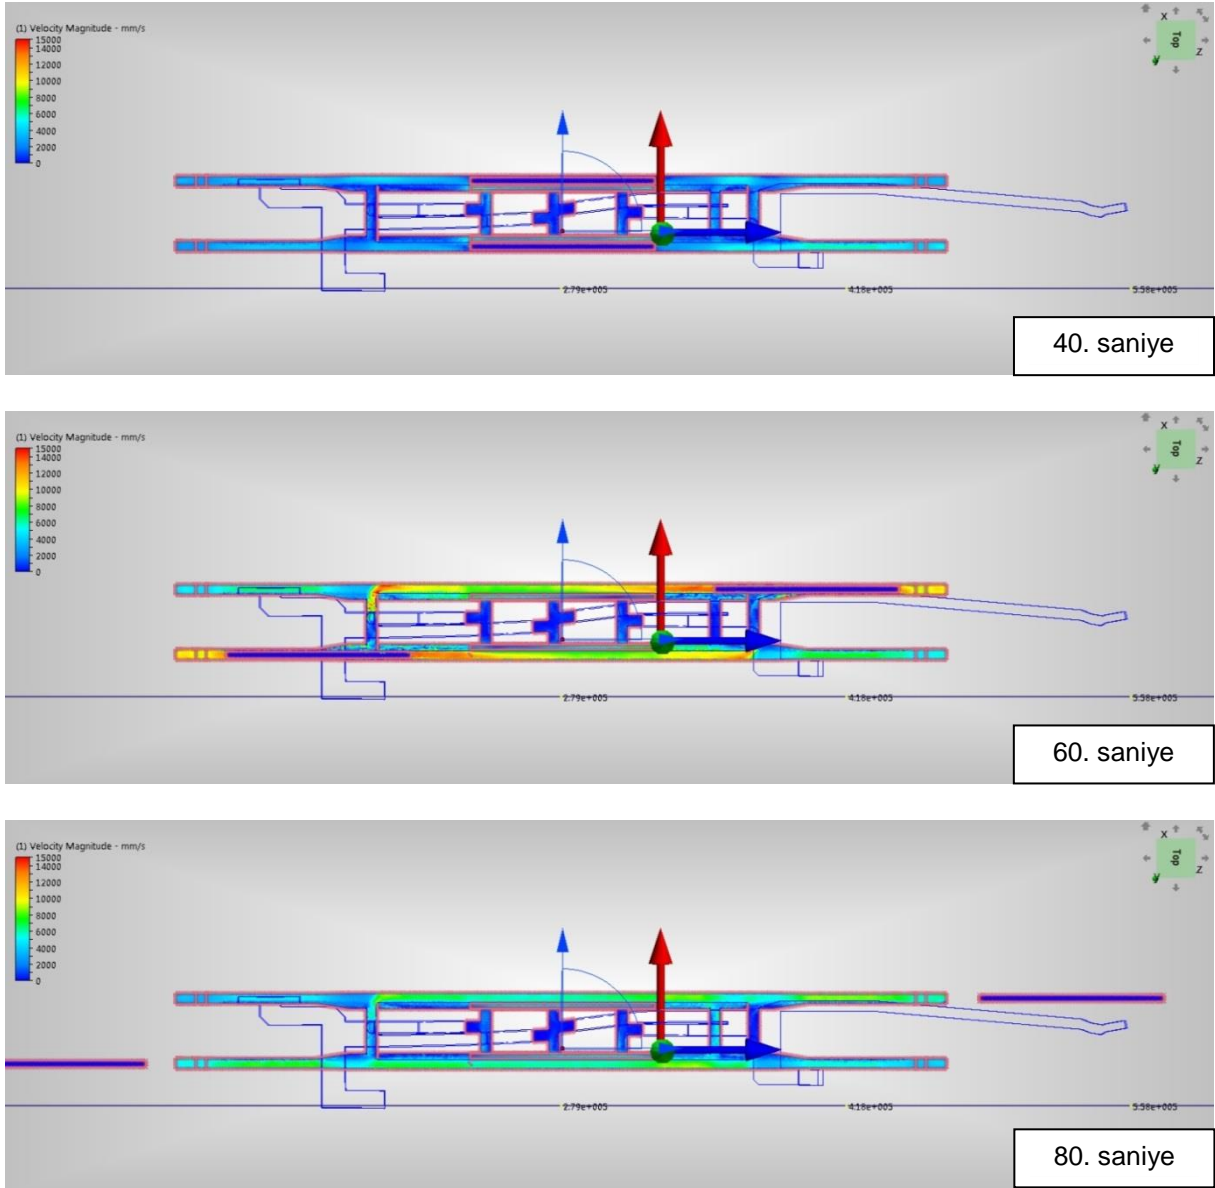 (1) Velocity Magnitude - mm/s
15000
14000
12000
10000
8000
6000
4000
2000
0
X
Top
Y
Z
2.79e+005
4.18e+005
5.58e+005
40. saniye
(1) Velocity Magnitude - mm/s
15000
14000
12000
10000
8000
6000
4000
2000
0
X
Top
Y
Z
2.79e+005
4.18e+005
5.58e+005
60. saniye
(1) Velocity Magnitude - mm/s
15000
14000
12000
10000
8000
6000
4000
2000
0
X
Top
Y
Z
2.79e+005
4.18e+005
5.58e+005
80. saniye